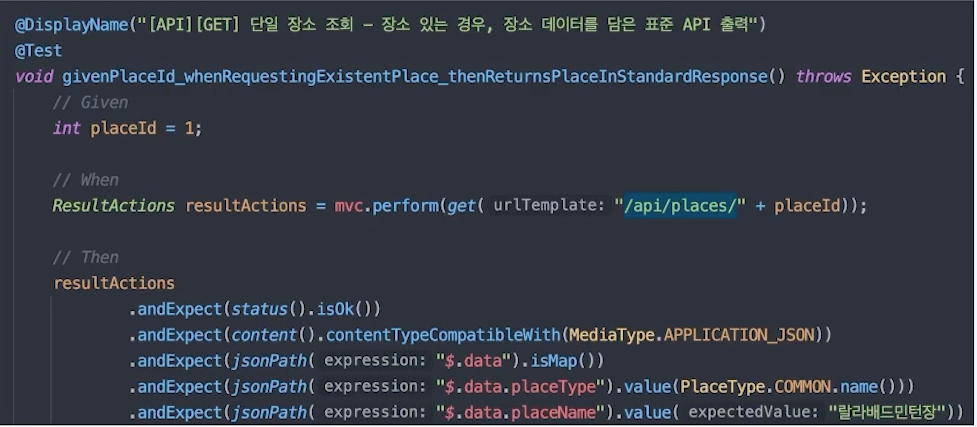 @DisplayName("[API][GET] 단일 장소 조회 - 장소 있는 경우, 장소 데이터를 담은 표준 API 출력")
@Test
void givenPlaceId_whenRequestingExistentPlace_thenReturnsPlaceInStandardResponse() throws Exception {
// Given
int placeId = 1;
// When
ResultActions resultActions = mvc.perform(get( urlTemplate: "/api/places/" + placeId));
// Then
resultActions
.andExpect(status().isOk())
.andExpect(content().contentTypeCompatibleWith(MediaType.APPLICATION_JSON))
.andExpect(jsonPath( expression: "$.data").isMap())
.andExpect(jsonPath( expression: "$.data.placeType").value(PlaceType.COMMON.name()))
.andExpect(jsonPath( expression: "$.data.placeName").value( expectedValue: "랄라배드민턴장"))